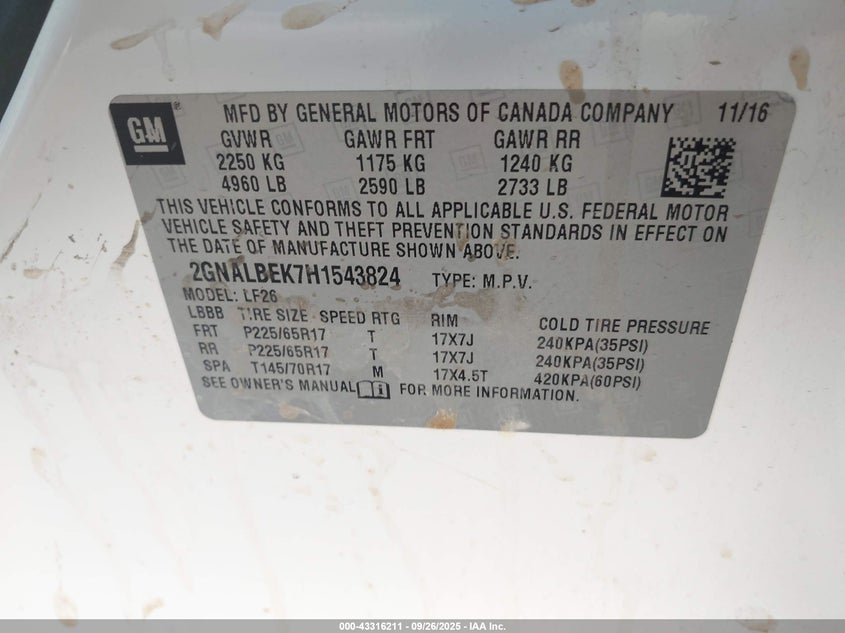 GM ®
MFD BY GENERAL MOTORS OF CANADA COMPANY 11/16
GVWR GAWR FRT GAWR RR
2250 KG 1175 KG 1240 KG
4960 LB 2590 LB 2733 LB
THIS VEHICLE CONFORMS TO ALL APPLICABLE U.S. FEDERAL MOTOR
VEHICLE SAFETY AND THEFT PREVENTION STANDARDS IN EFFECT ON
THE DATE OF MANUFACTURE SHOWN ABOVE.
2GNALBEK7H1543824 TYPE: M.P.V.
MODEL: LF26
LBBB TIRE SIZE SPEED RTG RIM COLD TIRE PRESSURE
FRT P225/65R17 T 17X7J 240KPA(35PSI)
RR P225/65R17 T 17X7J 240KPA(35PSI)
SPA T145/70R17 M 17X4.5T 420KPA(60PSI)
SEE OWNER'S MANUAL FOR MORE INFORMATION.
000-43316211 - 09/26/2025 - IAA Inc.